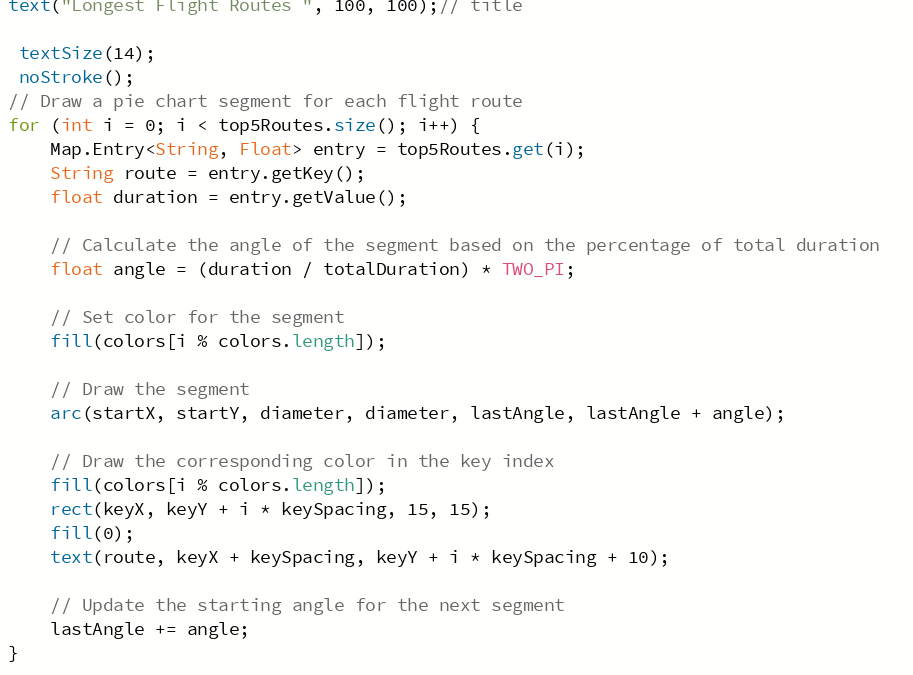 text("Longest Flight Routes ", 100, 100);// title
textSize(14);
noStroke();
// Draw a pie chart segment for each flight route
for (int i = 0; i < top5Routes.size(); i++) {
    Map.Entry<String, Float> entry = top5Routes.get(i);
    String route = entry.getKey();
    float duration = entry.getValue();
    // Calculate the angle of the segment based on the percentage of total duration
    float angle = (duration / totalDuration) * TWO_PI;
    // Set color for the segment
    fill(colors[i % colors.length]);
    // Draw the segment
    arc(startX, startY, diameter, diameter, lastAngle, lastAngle + angle);
    // Draw the corresponding color in the key index
    fill(colors[i % colors.length]);
    rect(keyX, keyY + i * keySpacing, 15, 15);
    fill(0);
    text(route, keyX + keySpacing, keyY + i * keySpacing + 10);
    // Update the starting angle for the next segment
    lastAngle += angle;
}